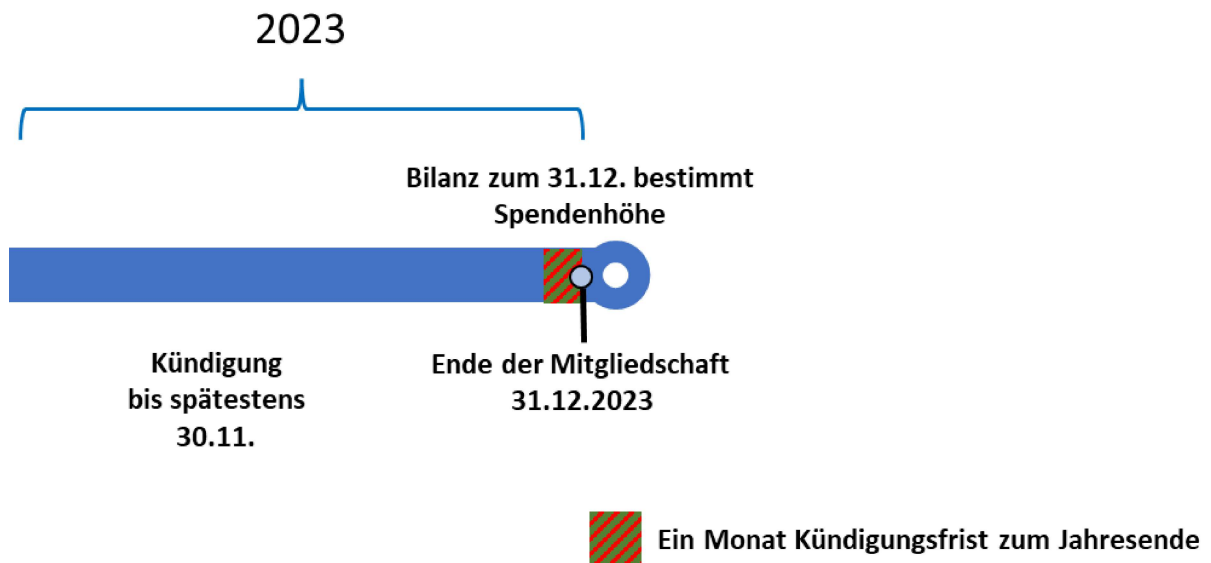 2023
Bilanz zum 31.12. bestimmt
Spendenhöhe
Kündigung
bis spätestens
30.11.
Ende der Mitgliedschaft
31.12.2023
Ein Monat Kündigungsfrist zum Jahresende